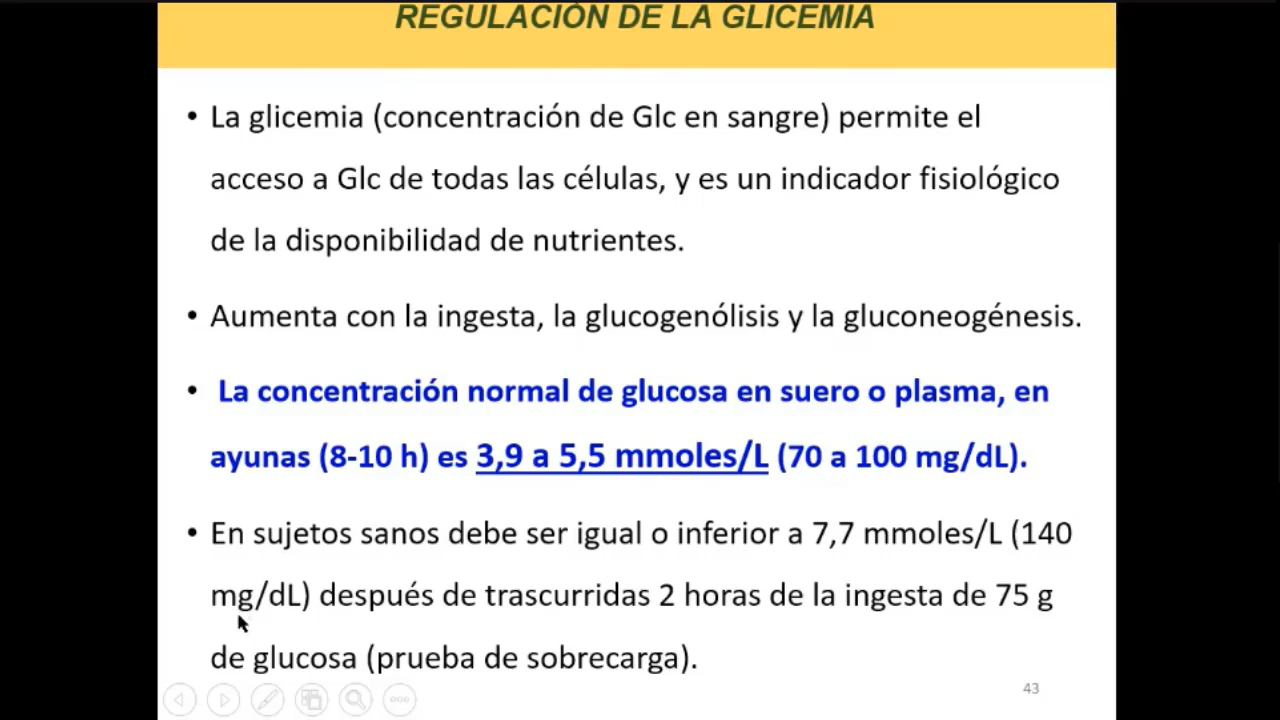 REGULACIÓN DE LA GLICEMIA
• La glicemia (concentración de Glc en sangre) permite el
acceso a Glc de todas las células, y es un indicador fisiológico
de la disponibilidad de nutrientes.
• Aumenta con la ingesta, la glucogenólisis y la gluconeogénesis.
• La concentración normal de glucosa en suero o plasma, en
ayunas (8-10 h) es 3,9 a 5,5 mmoles/L (70 a 100 mg/dL).
• En sujetos sanos debe ser igual o inferior a 7,7 mmoles/L (140
mg/dL) después de trascurridas 2 horas de la ingesta de 75 g
de glucosa (prueba de sobrecarga).
43